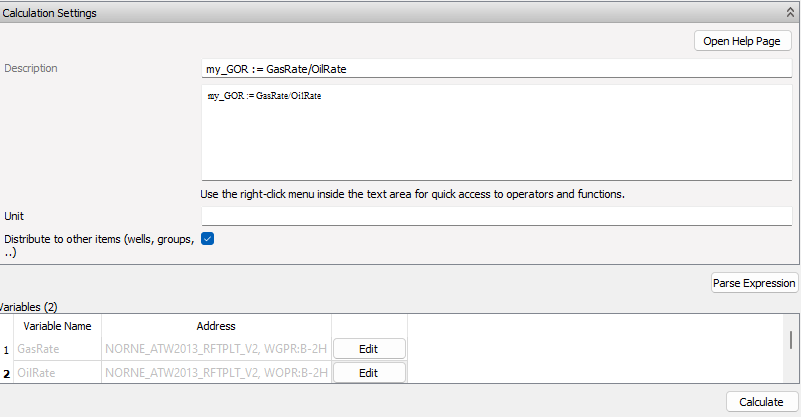 Calculation Settings
Open Help Page
Description
my_GOR := GasRate/OilRate
my_GOR := GasRate/OilRate
Use the right-click menu inside the text area for quick access to operators and functions.
Unit
Distribute to other items (wells, groups,
..)
Parse Expression
Variables (2)
Variable Name Address
1 GasRate NORNE_ATW2013_RFTPLT_V2, WGPR:B-2H Edit
2 OilRate NORNE_ATW2013_RFTPLT_V2, WOPR:B-2H Edit
Calculate